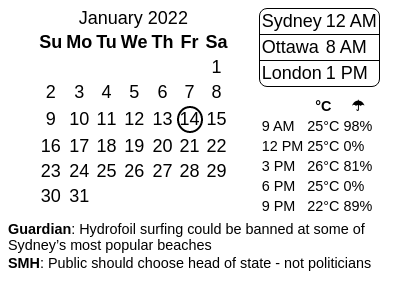 January 2022
Su Mo Tu We Th Fr Sa
1
2 3 4 5 6 7 8
9 10 11 12 13 14 15
16 17 18 19 20 21 22
23 24 25 26 27 28 29
30 31
Sydney 12 AM
Ottawa 8 AM
London 1 PM
°C ☂
9 AM 25°C 98%
12 PM 25°C 0%
3 PM 26°C 81%
6 PM 25°C 0%
9 PM 22°C 89%
Guardian: Hydrofoil surfing could be banned at some of
Sydney’s most popular beaches
SMH: Public should choose head of state - not politicians